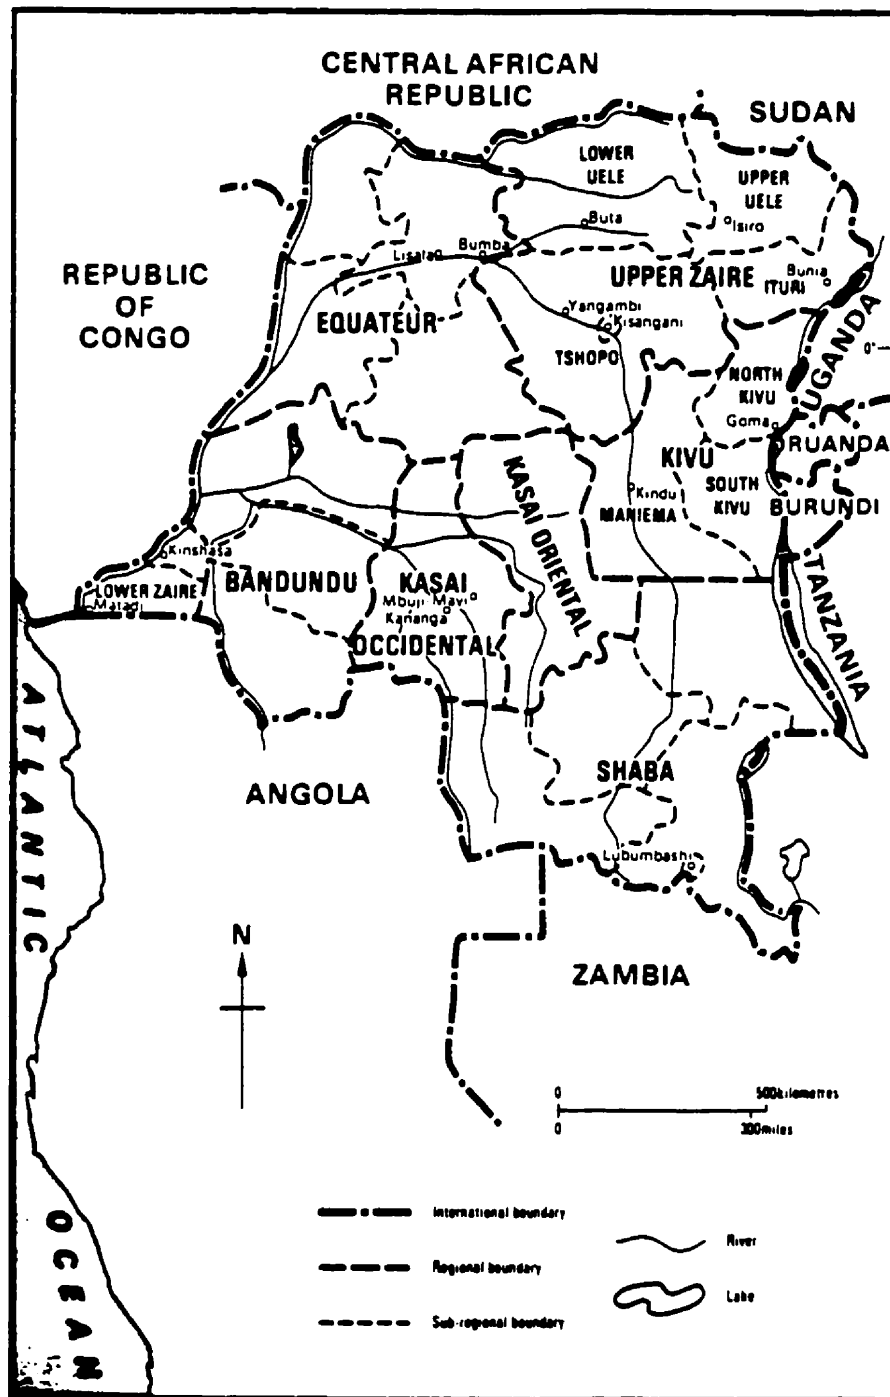 CENTRAL AFRICAN
REPUBLIC
SUDAN
LOWER
UELE
UPPER
UELE
Buta
Isiro
REPUBLIC
OF
CONGO
Lisala
Bumba
UPPER ZAIRE
Bunia
ITURI
EQUATEUR
Yangambi
Kisangani
TSHOPO
UGANDA
0°
NORTH
KIVU
Goma
RUANDA
KIVU
KASAI ORIENTAL
Kindu
MANIEMA
SOUTH
KIVU
BURUNDI
Kinshasa
LOWER ZAIRE
Matadi
BANDUNDU
KASAI
Mbuji-Mayi
Kananga
OCCIDENTAL
TANZANIA
ATLANTIC
OCEAN
ANGOLA
SHABA
Lubumbashi
N
ZAMBIA
0 500kilometres
0 300miles
International boundary
Regional boundary
Sub-regional boundary
River
Lake